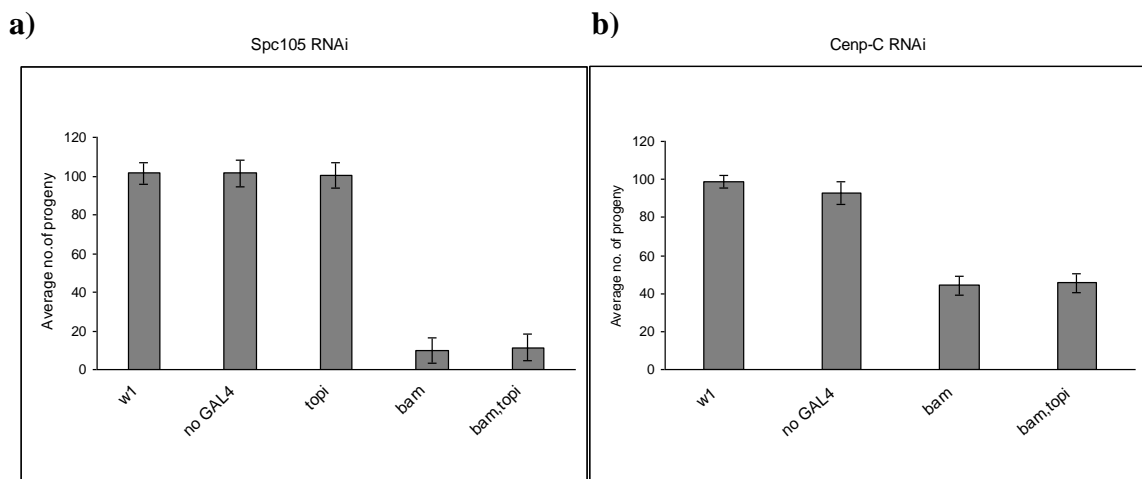 a)
Spc105 RNAi
Average no.of progeny
120
100
80
60
40
20
0
w1
no GAL4
topi
bam
bam,topi
b)
Cenp-C RNAi
Average no. of progeny
120
100
80
60
40
20
0
w1
no GAL4
bam
bam,topi